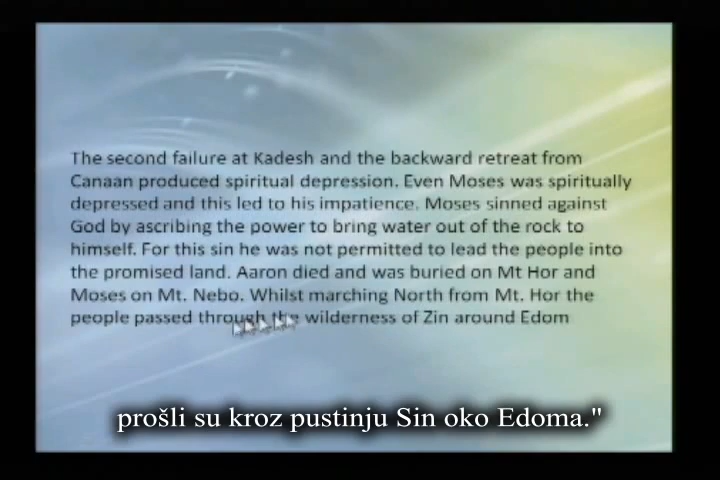 The second failure at Kadesh and the backward retreat from
Canaan produced spiritual depression. Even Moses was spiritually
depressed and this led to his impatience. Moses sinned against
God by ascribing the power to bring water out of the rock to
himself. For this sin he was not permitted to lead the people into
the promised land. Aaron died and was buried on Mt Hor and
Moses on Mt. Nebo. Whilst marching North from Mt. Hor the
people passed through the wilderness of Zin around Edom
prošli su kroz pustinju Sin oko Edoma."